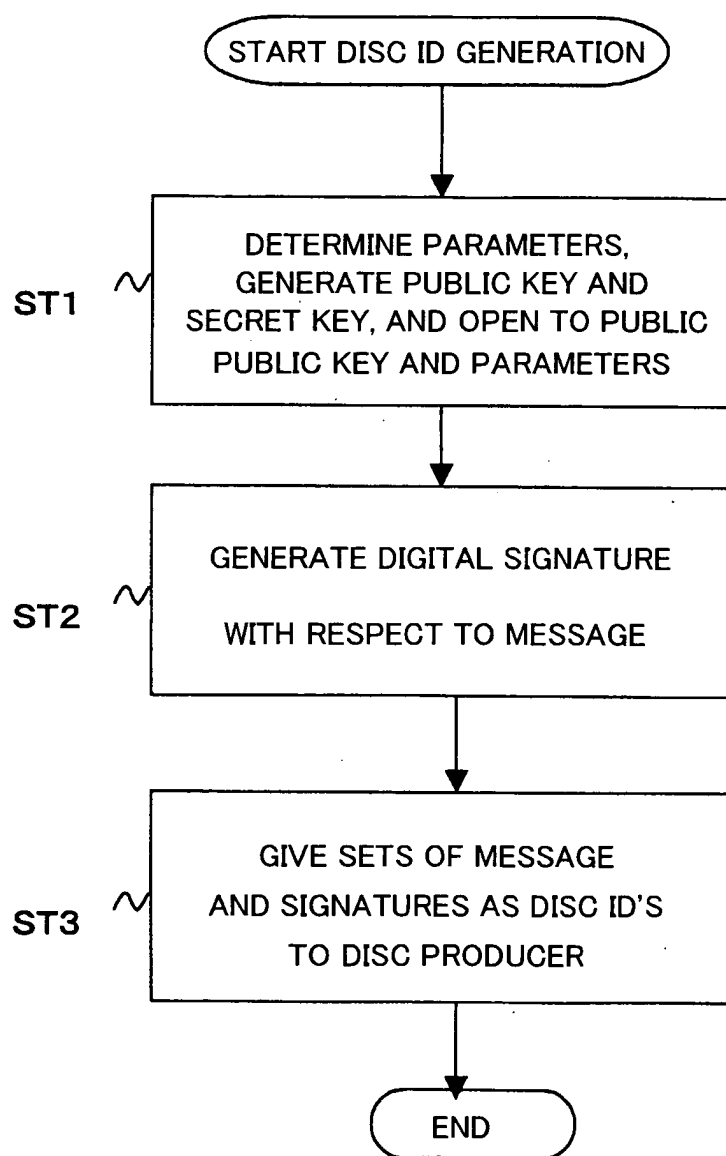 START DISC ID GENERATION
DETERMINE PARAMETERS,
GENERATE PUBLIC KEY AND
ST1
SECRET KEY, AND OPEN TO PUBLIC
PUBLIC KEY AND PARAMETERS
GENERATE DIGITAL SIGNATURE
ST2
WITH RESPECT TO MESSAGE
GIVE SETS OF MESSAGE
ST3
AND SIGNATURES AS DISC ID'S
TO DISC PRODUCER
END